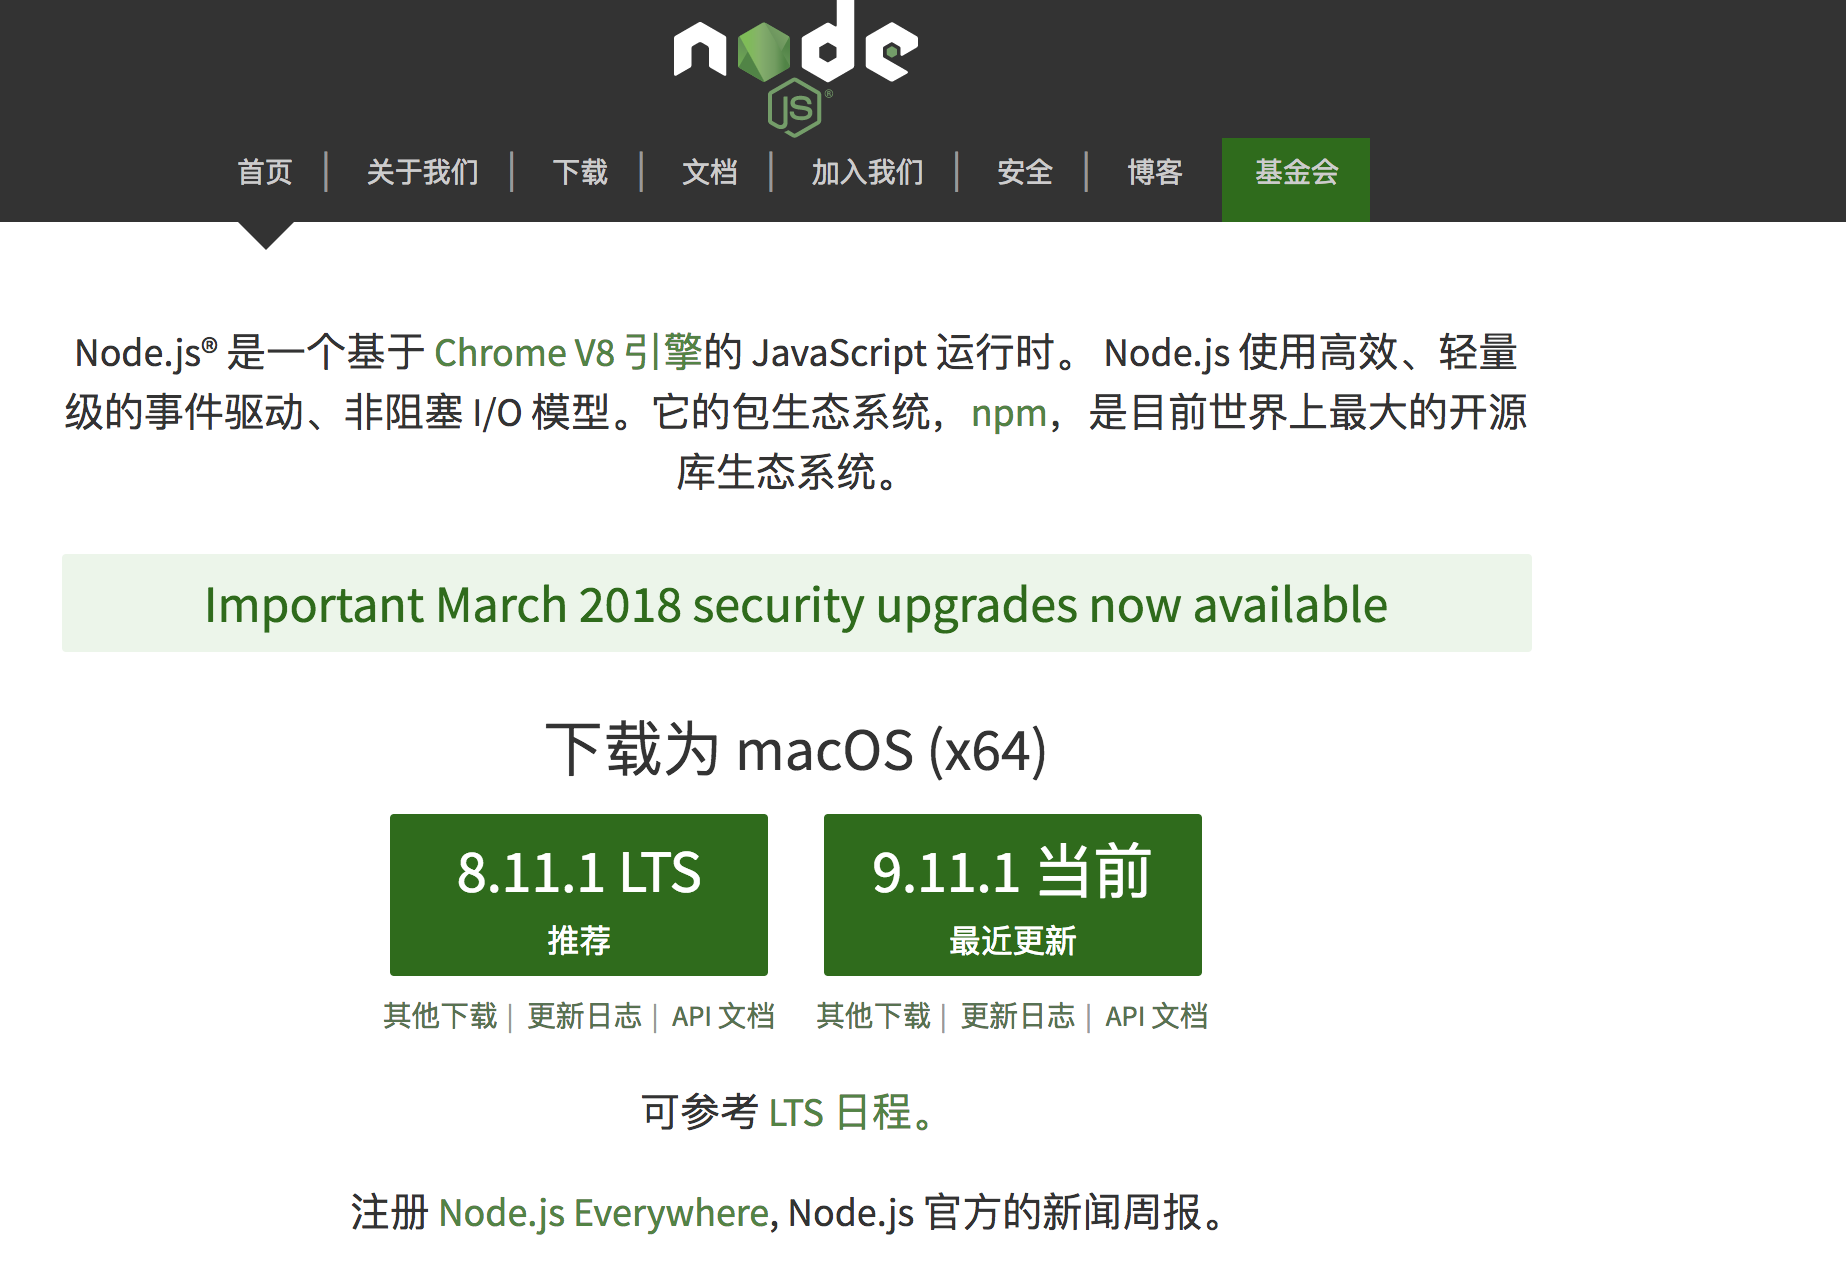 node
JS®
首页 | 关于我们 | 下载 | 文档 | 加入我们 | 安全 | 博客 基金会
Node.js® 是一个基于 Chrome V8 引擎的 JavaScript 运行时。 Node.js 使用高效、轻量
级的事件驱动、非阻塞 I/O 模型。它的包生态系统，npm，是目前世界上最大的开源
库生态系统。
Important March 2018 security upgrades now available
下载为 macOS (x64)
8.11.1 LTS
推荐
9.11.1 当前
最近更新
其他下载 | 更新日志 | API 文档
其他下载 | 更新日志 | API 文档
可参考 LTS 日程。
注册 Node.js Everywhere, Node.js 官方的新闻周报。